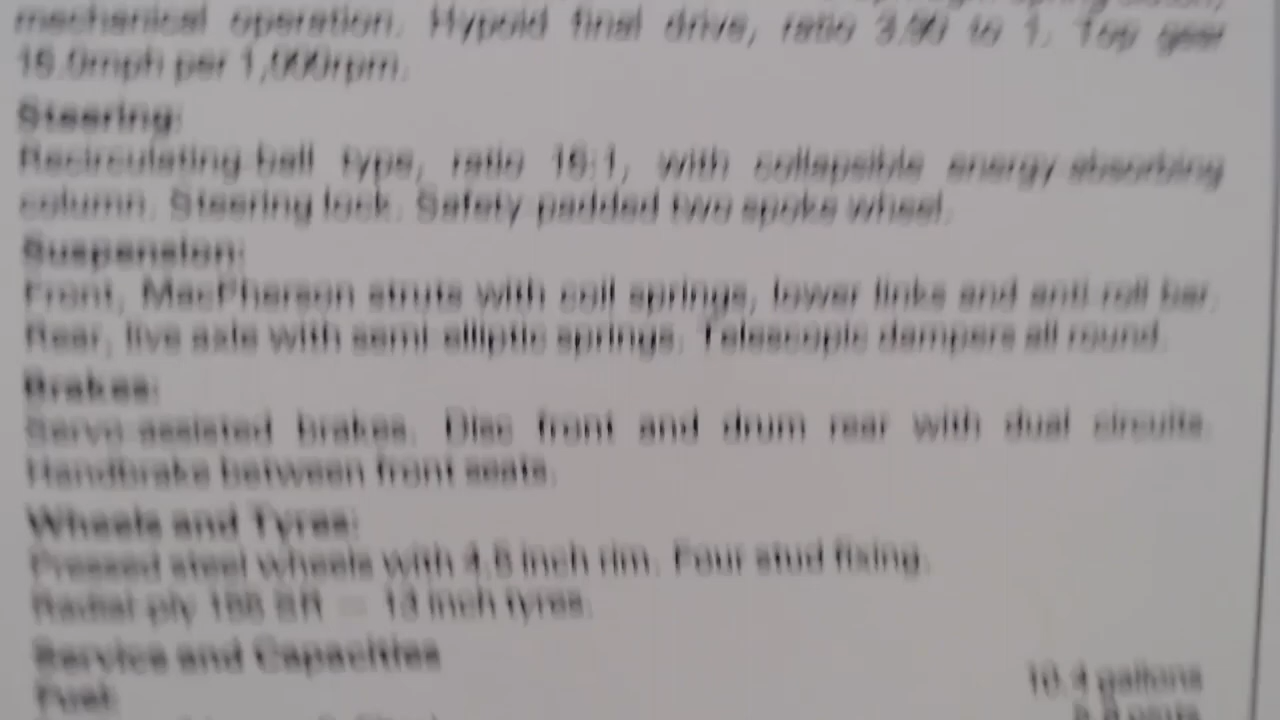 mechanical operation. Hypoid final drive, ratio 3.90 to 1. Top gear
mph per 1,000rpm.
Steering:
Recirculating-ball type, ratio 16:1, with collapsible energy-absorbing
column. Steering lock. Safety padded two spoke wheel.
Suspension:
Front, MacPherson struts with coil springs, lower links and anti-roll bar.
Rear, live axle with semi-elliptic springs. Telescopic dampers all round.
Brakes:
Servo-assisted brakes. Disc front and drum rear with dual circuits.
Handbrake between front seats.
Wheels and Tyres:
Pressed steel wheels with inch rim. Four stud fixing.
Radial-ply SR — 13 inch tyres.
Service and Capacities
Fuel: 10.4 gallons
pints